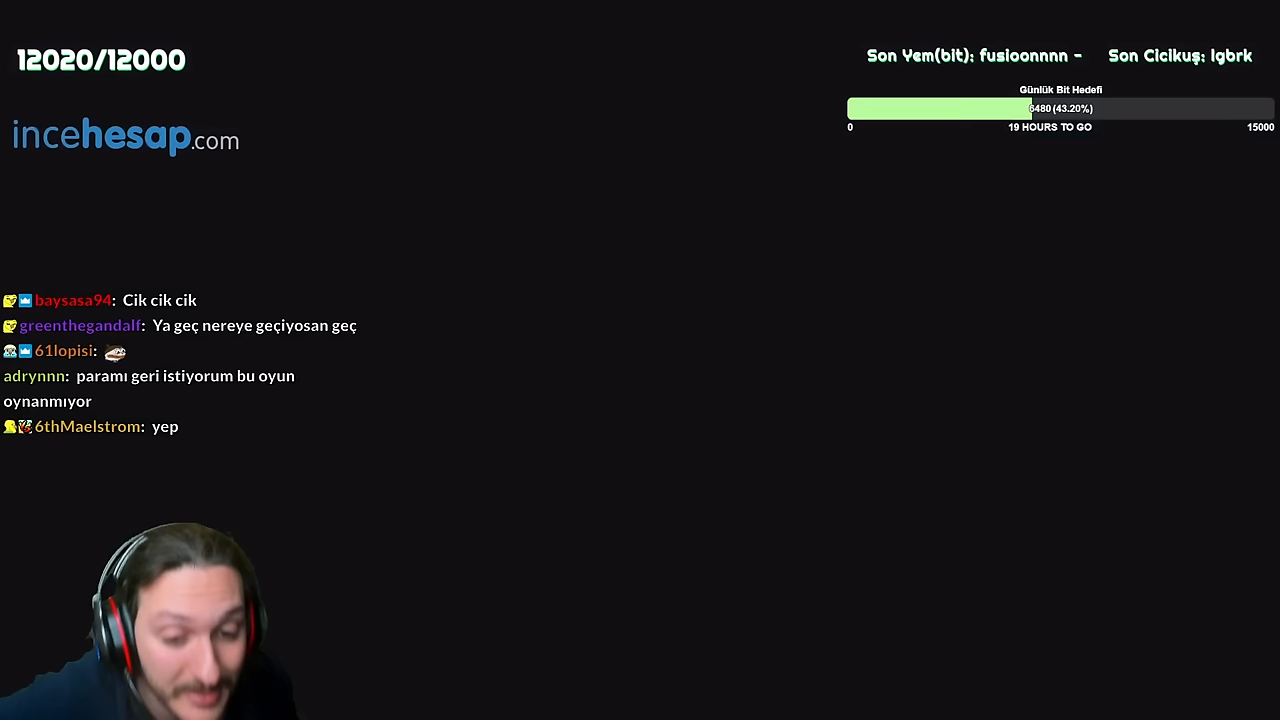 12020/12000
Son Yem(bit): fusioonnnn -
Son Cicikuş: lgbrk
Günlük Bit Hedefi
6480 (43.20%)
0
19 HOURS TO GO
15000
incehesap.com
baysasa94: Cik cik cik
greenthegandalf: Ya geç nereye geçiyosan geç
61lopisi:
adrynnn: paramı geri istiyorum bu oyun
oynanmıyor
6thMaelstrom: yep